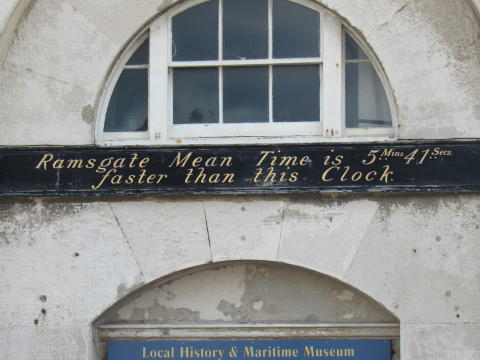 Ramsgate Mean Time is 5 Mins 41 Secs.
faster than this Clock.
Local History & Maritime Museum